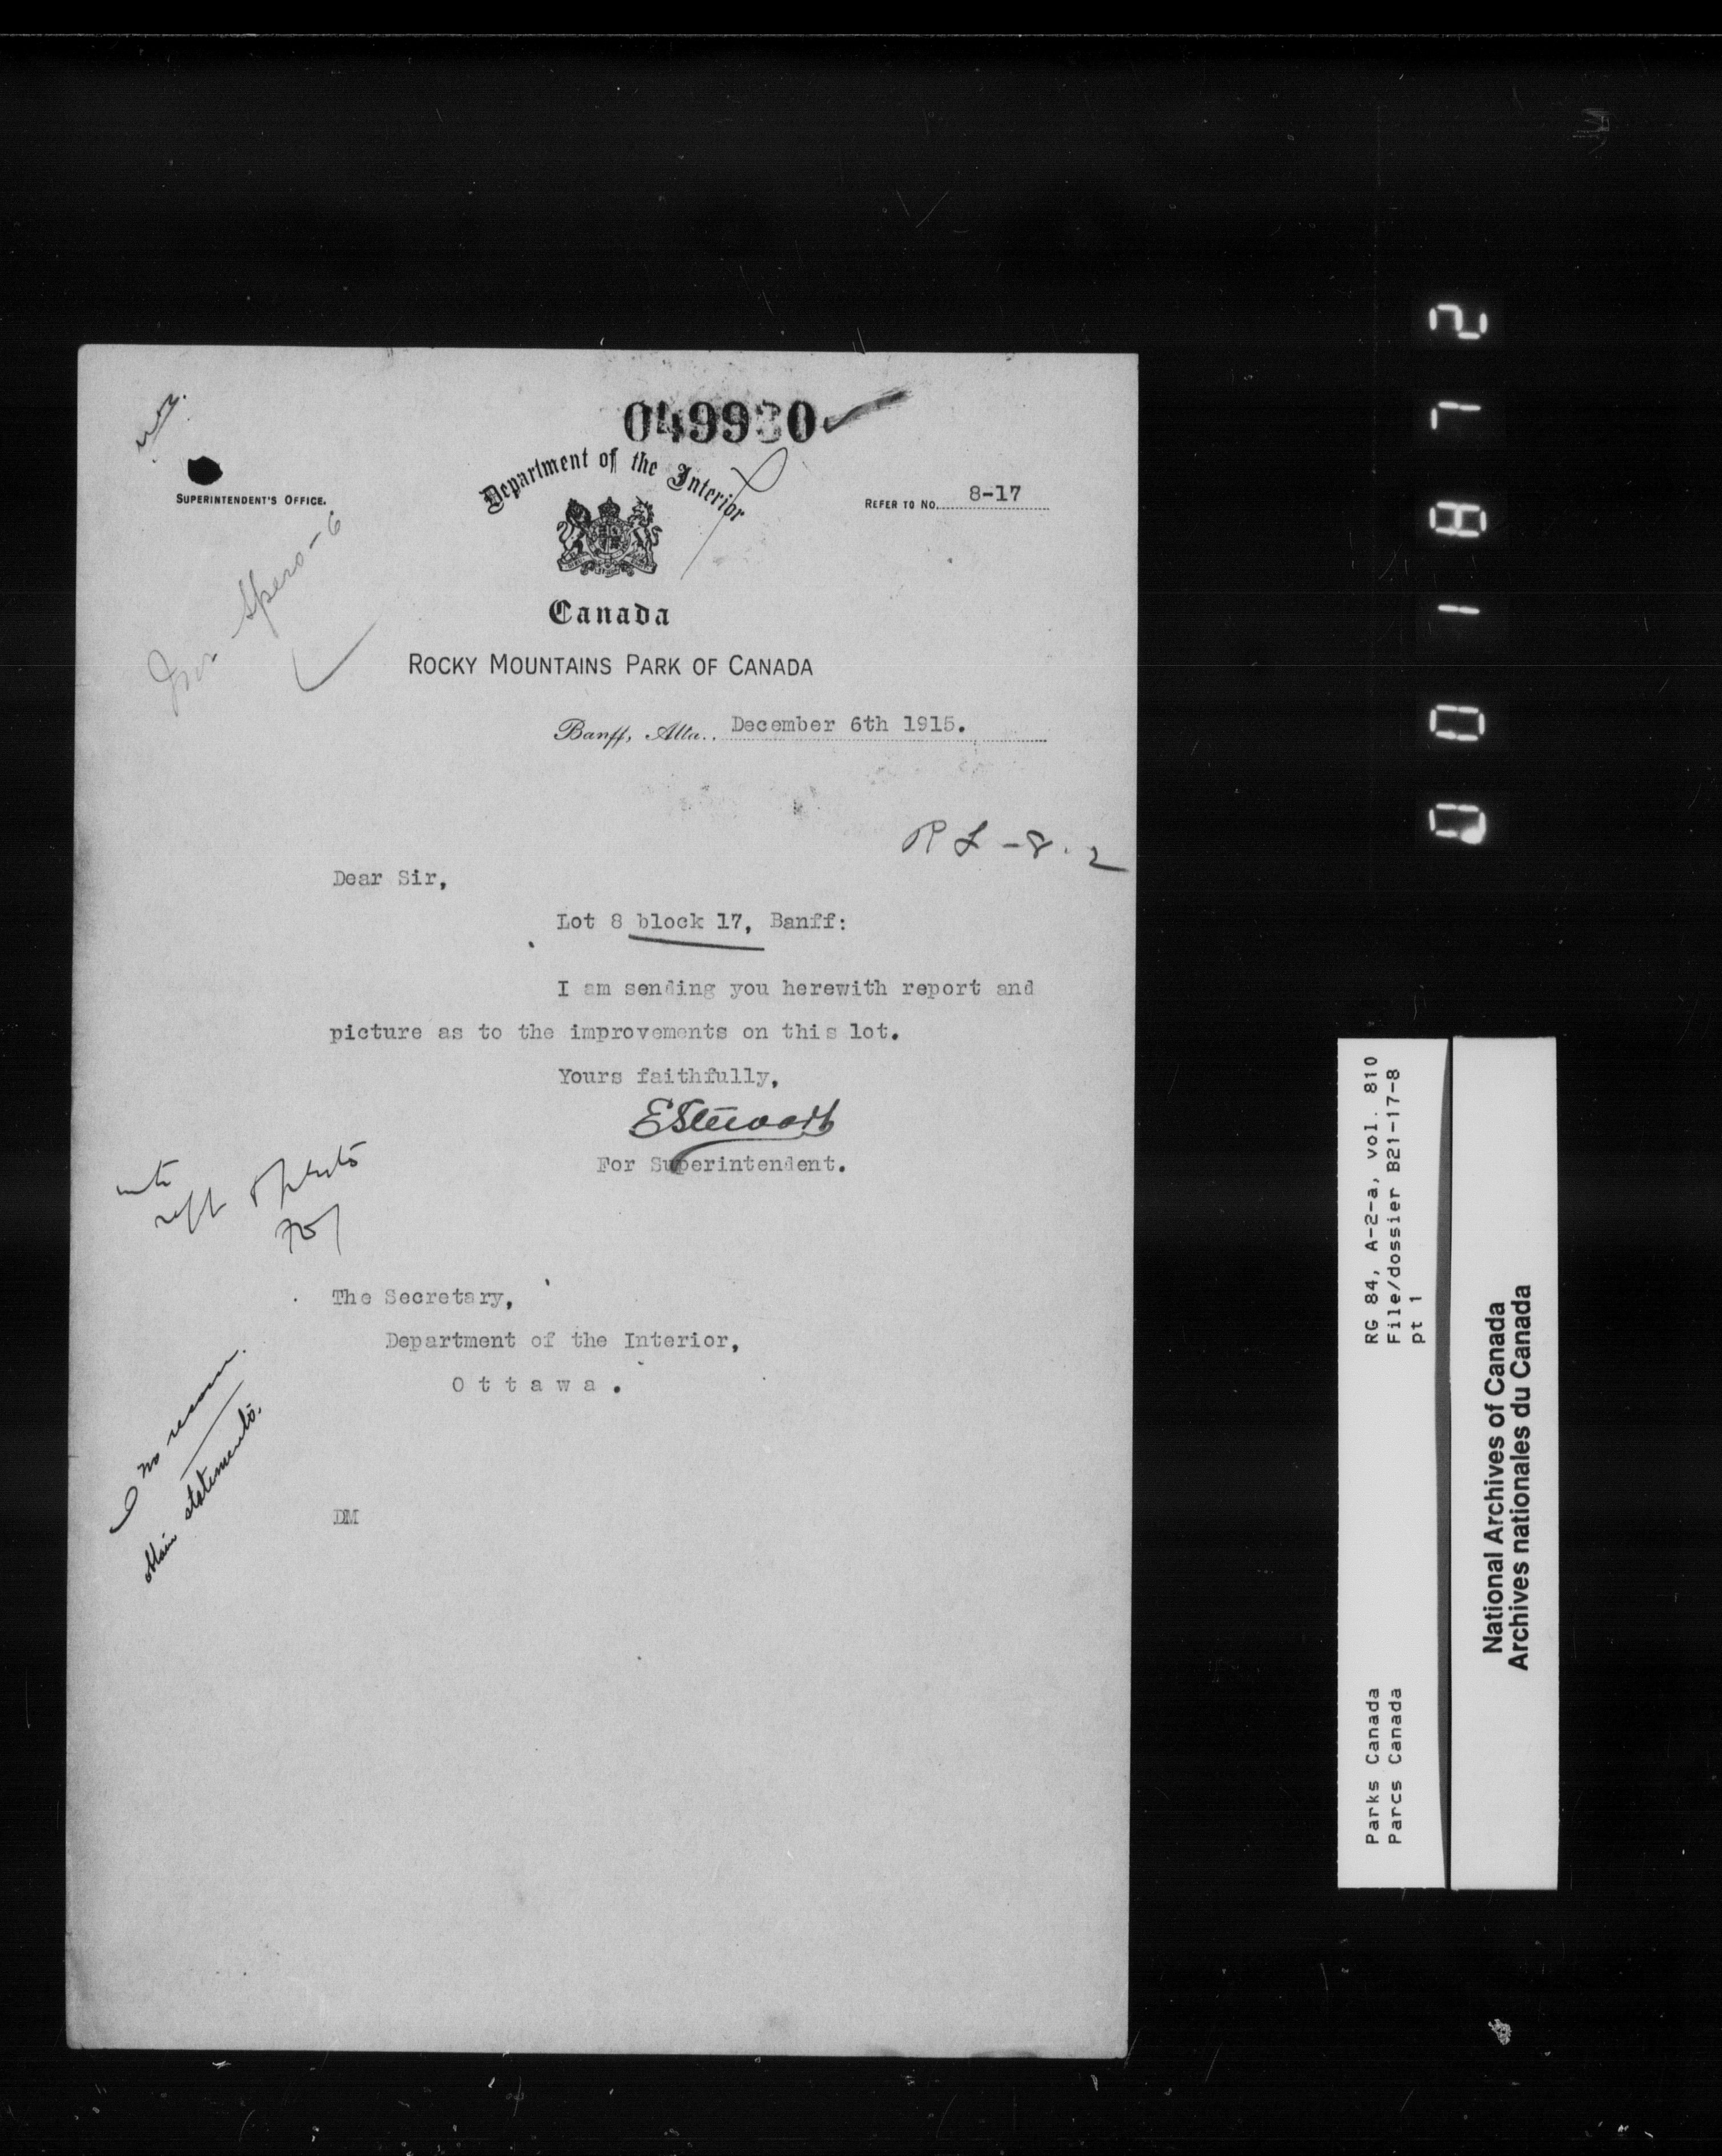 049930
Department of the Interior
SUPERINTENDENT'S OFFICE.
REFER TO NO. 8-17
Canada
ROCKY MOUNTAINS PARK OF CANADA
Banff, Alta., December 6th 1915.
R L - 8 . 2
Dear Sir,
Lot 8 block 17, Banff:
I am sending you herewith report and
picture as to the improvements on this lot.
Yours faithfully,
E Stewart
For Superintendent.
The Secretary,
Department of the Interior,
Ottawa.
statements.
DM
RG 84, A-2-a, vol. 810
File/dossier B21-17-8
pt 1
Parks Canada
Parcs Canada
National Archives of Canada
Archives nationales du Canada